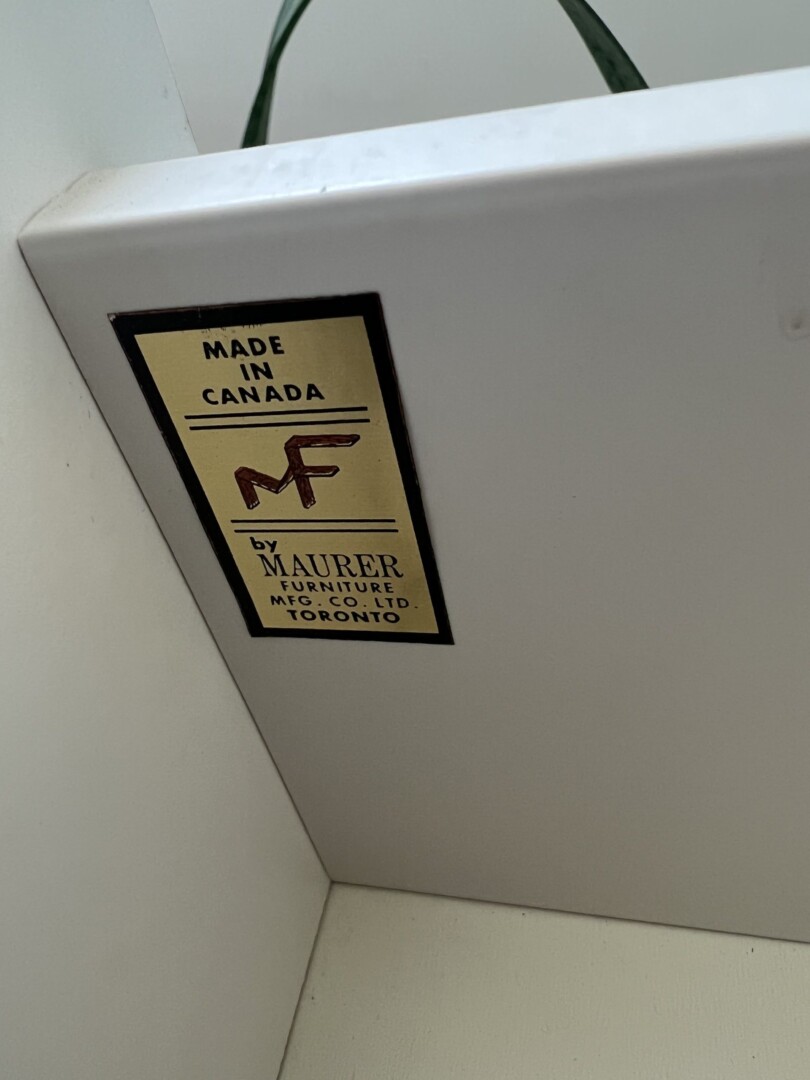 MADE
IN
CANADA
MF
by
MAURER
FURNITURE
MFG. CO. LTD.
TORONTO